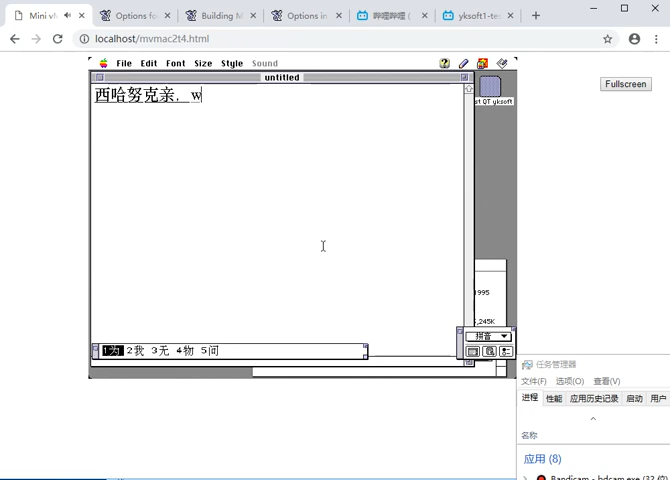 Mini vM
Options fo
Building M
Options in
哔哩哔哩 (
yksoft1-tes
localhost/mvmac2t4.html
File Edit Font Size Style Sound
untitled
st QT yksoft
Fullscreen
西哈努克亲. w
1995
,245K
拼音
1为 2我 3无 4物 5问
任务管理器
文件(F) 选项(O) 查看(V)
进程 性能 应用历史记录 启动 用户
名称
应用 (8)
Bandicam - bdcam.exe (32 位)